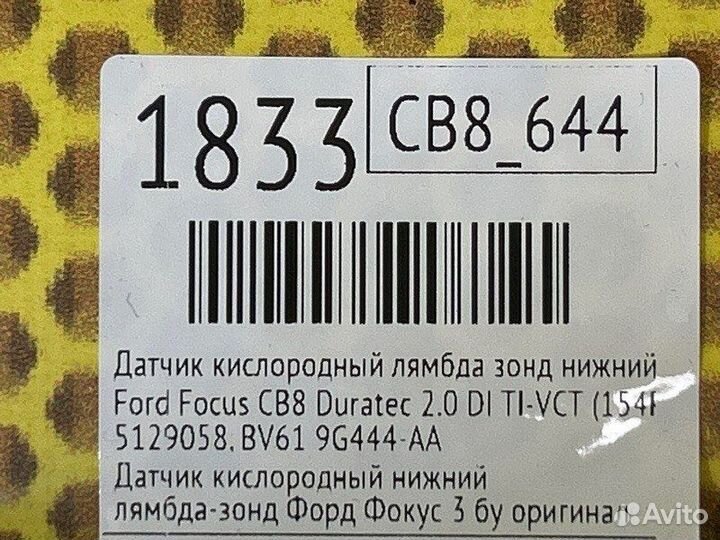 1833
CB8_644
Датчик кислородный лямбда зонд нижний
Ford Focus CB8 Duratec 2.0 DI TI-VCT
5129058, BV61 9G444-AA
Датчик кислородный нижний
лямбда-зонд Форд Фокус 3 бу оригинал
Avito